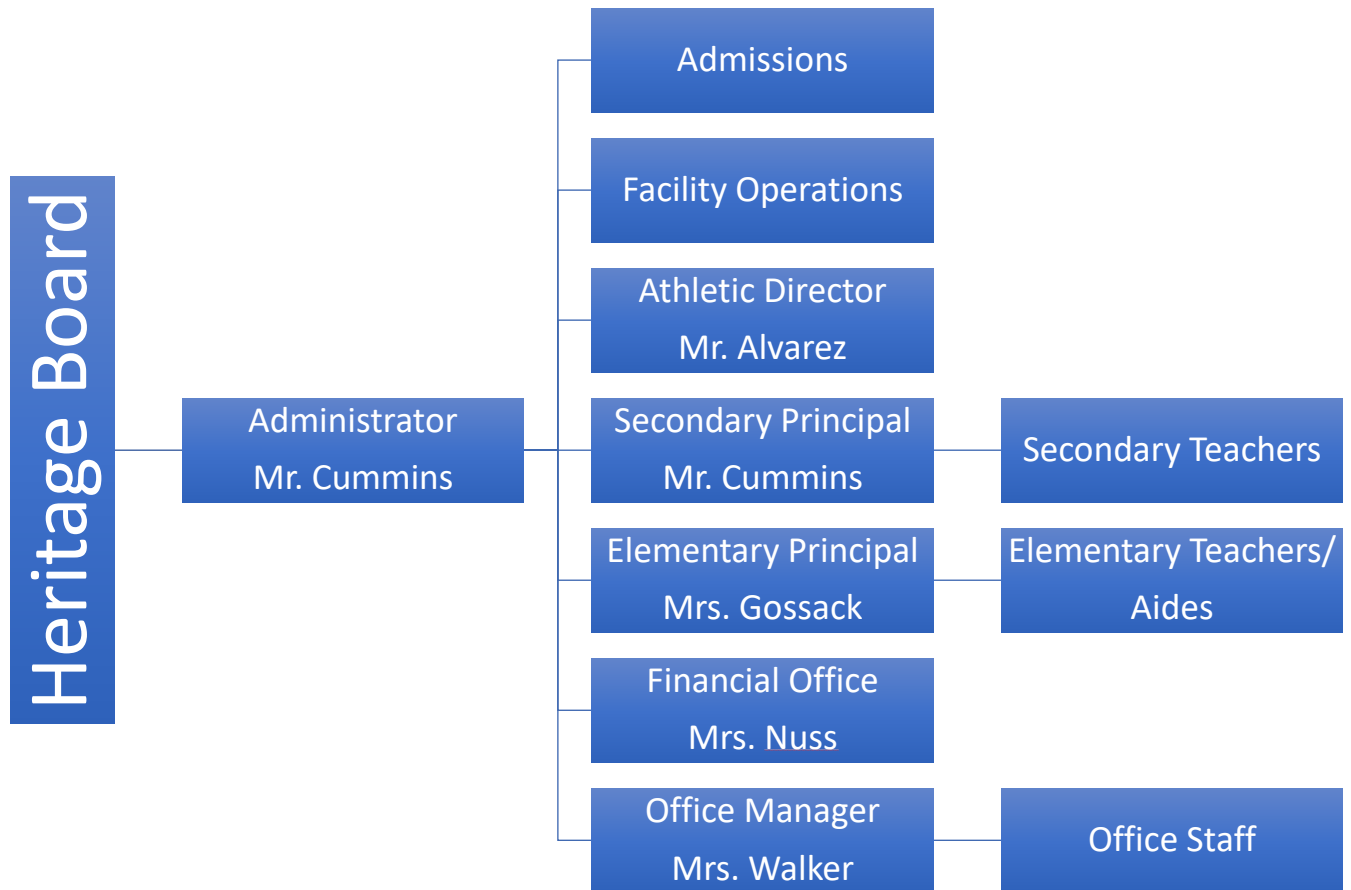 Heritage Board
Administrator
Mr. Cummins
Admissions
Facility Operations
Athletic Director
Mr. Alvarez
Secondary Principal
Mr. Cummins
Secondary Teachers
Elementary Principal
Mrs. Gossack
Elementary Teachers/
Aides
Financial Office
Mrs. Nuss
Office Manager
Mrs. Walker
Office Staff